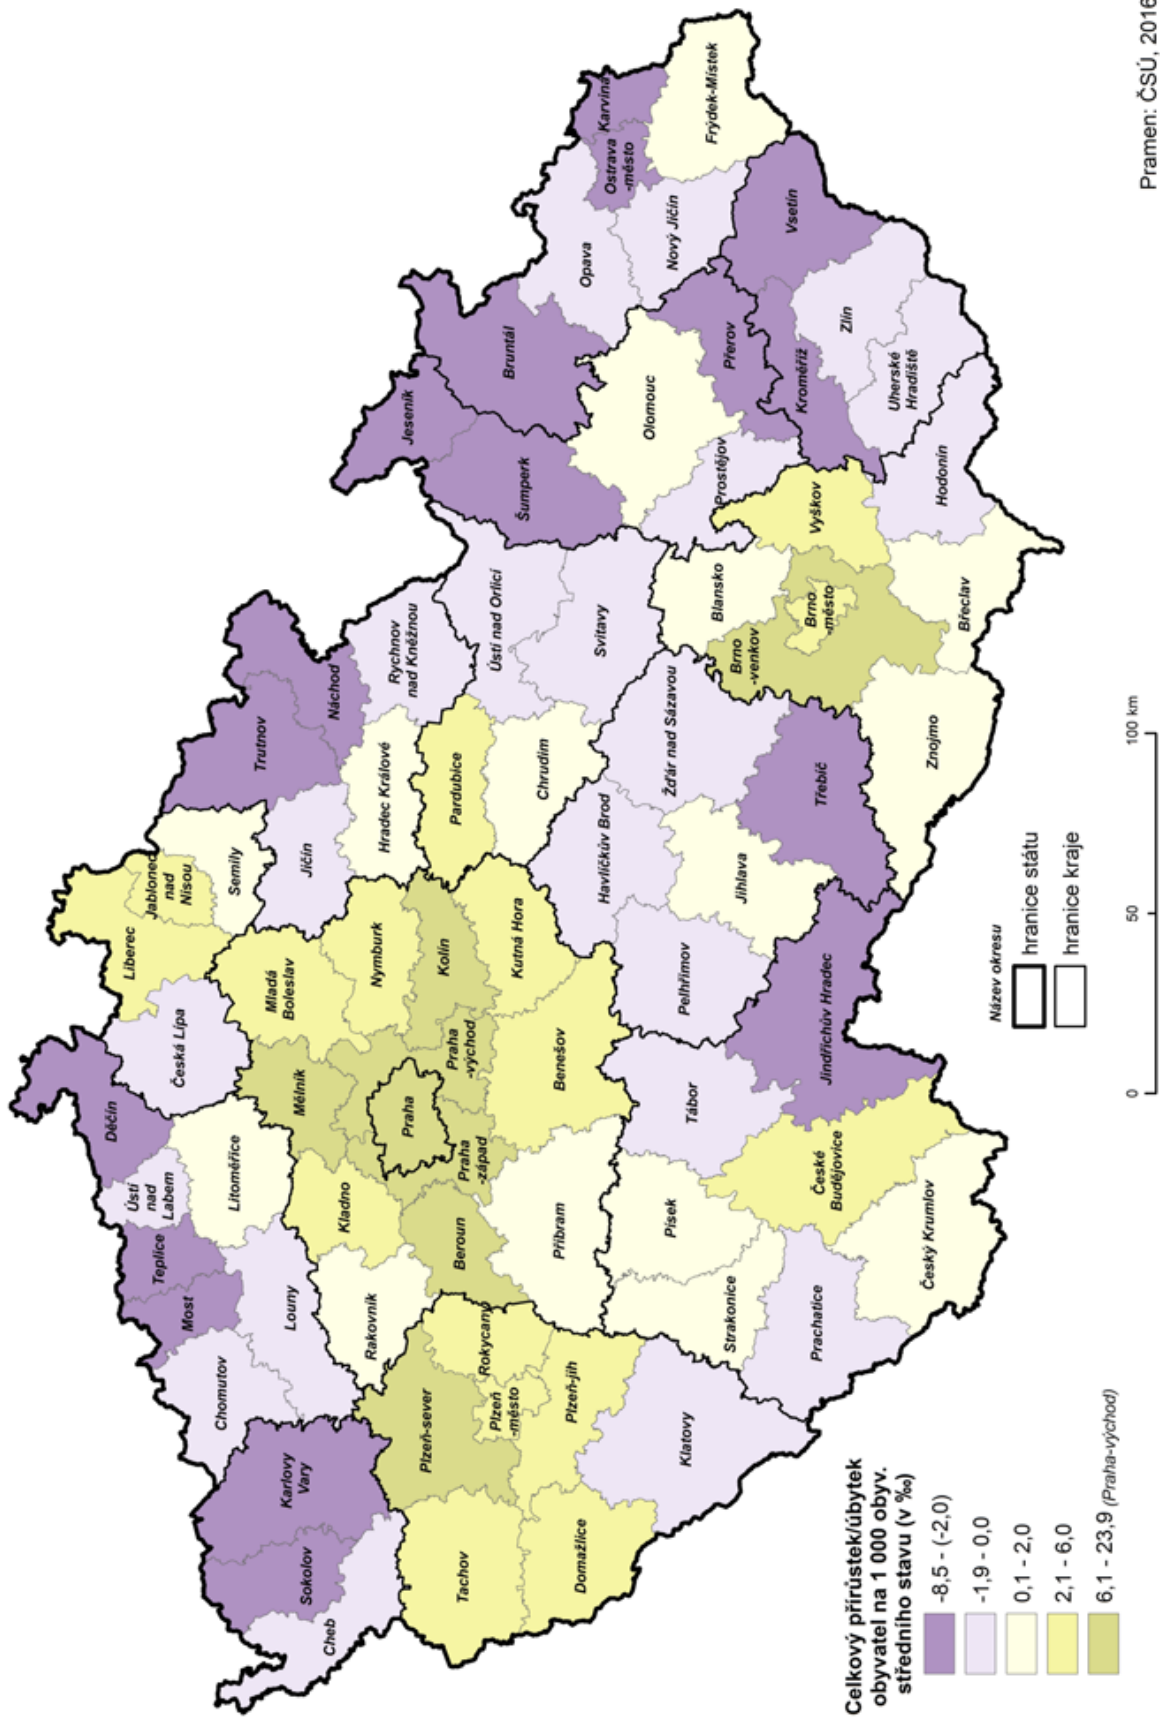 Děčín
Liberec
Jablonec
nad
Nisou
Ústí
nad
Labem
Česká Lípa
Teplice
Semily
Trutnov
Most
Litoměřice
Mladá
Boleslav
Jičín
Náchod
Chomutov
Louny
Mělník
Jeseník
Karlovy
Vary
Kladno
Nymburk
Hradec Králové
Rychnov
nad Kněžnou
Sokolov
Rakovník
Praha
Kolín
Pardubice
Bruntál
Cheb
Beroun
Praha
-východ
Praha
-západ
Ústí nad Orlicí
Šumperk
Plzeň-sever
Rokycany
Kutná Hora
Chrudim
Opava
Karviná
Ostrava
-město
Tachov
Plzeň
-město
Příbram
Benešov
Svitavy
Olomouc
Nový Jičín
Frýdek-Místek
Domažlice
Plzeň-jih
Havlíčkův Brod
Písek
Tábor
Pelhřimov
Žďár nad Sázavou
Blansko
Prostějov
Přerov
Klatovy
Strakonice
Jihlava
Brno
-venkov
Brno
-město
Vyškov
Kroměříž
Vsetín
Prachatice
České
Budějovice
Jindřichův Hradec
Třebíč
Zlín
Uherské
Hradiště
Český Krumlov
Znojmo
Břeclav
Hodonín
Celkový přírůstek/úbytek
obyvatel na 1 000 obyv.
středního stavu (v ‰)
-8,5 - (-2,0)
-1,9 - 0,0
0,1 - 2,0
2,1 - 6,0
6,1 - 23,9 (Praha-východ)
Název okresu
hranice státu
hranice kraje
0 50 100 km
Pramen: ČSÚ, 2016